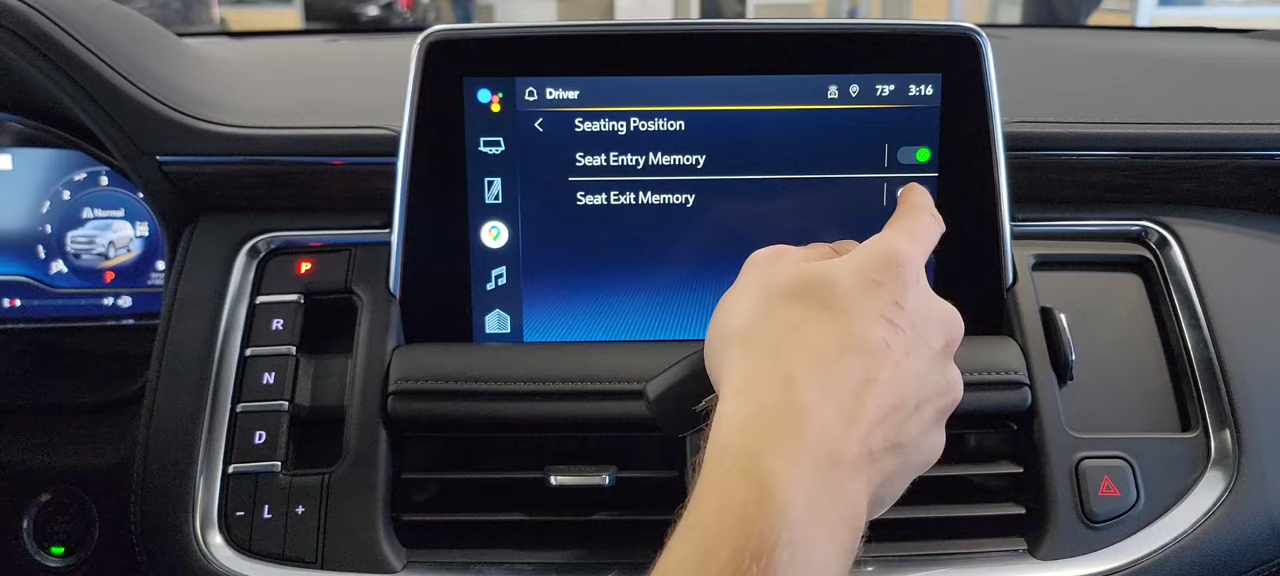 Driver
73° 3:16
Seating Position
Seat Entry Memory
Seat Exit Memory
Normal
P
P
R
N
D
- L +